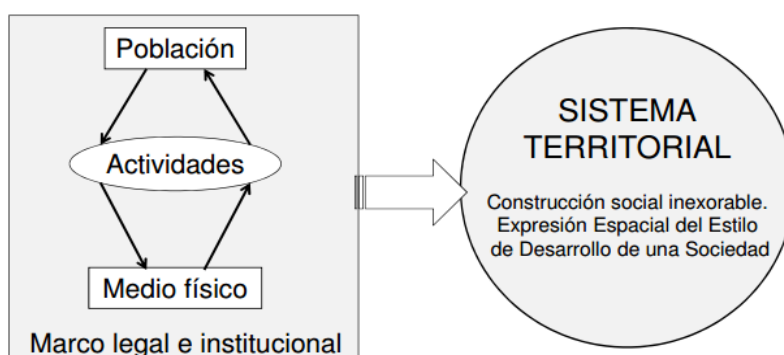 Población
Actividades
Medio físico
Marco legal e institucional
SISTEMA
TERRITORIAL
Construcción social inexorable.
Expresión Espacial del Estilo
de Desarrollo de una Sociedad